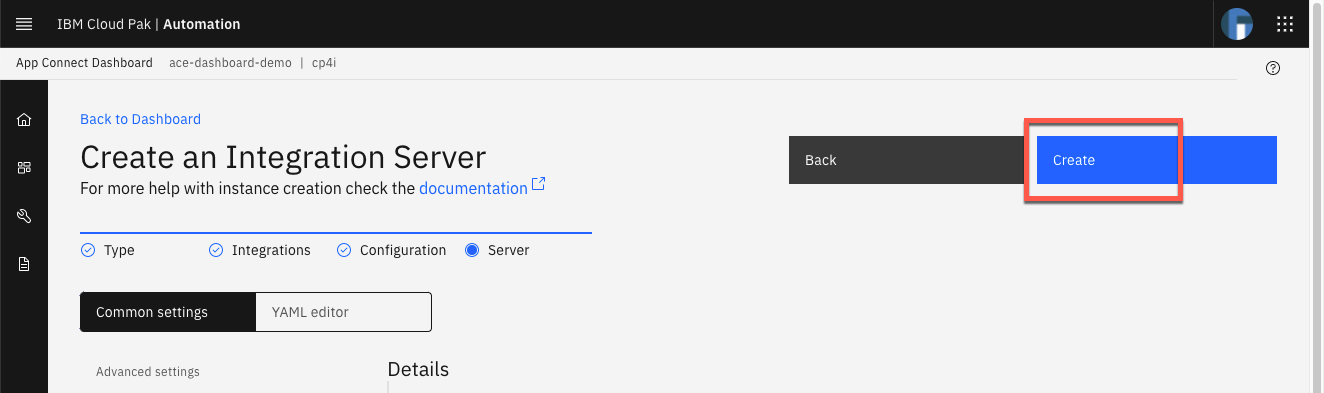 IBM Cloud Pak | Automation
App Connect Dashboard ace-dashboard-demo | cp4i
Back to Dashboard
Create an Integration Server
Back
Create
For more help with instance creation check the documentation
Type
Integrations
Configuration
Server
Common settings
YAML editor
Advanced settings
Details